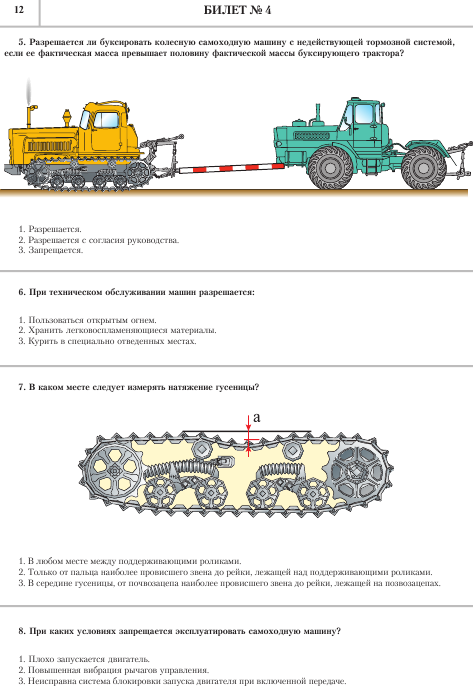 12
БИЛЕТ № 4
5. Разрешается ли буксировать колесную самоходную машину с недействующей тормозной системой,
если ее фактическая масса превышает половину фактической массы буксирующего трактора?
1. Разрешается.
2. Разрешается с согласия руководства.
3. Запрещается.
6. При техническом обслуживании машин разрешается:
1. Пользоваться открытым огнем.
2. Хранить легковоспламеняющиеся материалы.
3. Курить в специально отведенных местах.
7. В каком месте следует измерять натяжение гусеницы?
a
1. В любом месте между поддерживающими роликами.
2. Только от пальца наиболее провисшего звена до рейки, лежащей над поддерживающими роликами.
3. В середине гусеницы, от почвозацепа наиболее провисшего звена до рейки, лежащей на позвозацепах.
8. При каких условиях запрещается эксплуатировать самоходную машину?
1. Плохо запускается двигатель.
2. Повышенная вибрация рычагов управления.
3. Неисправна система блокировки запуска двигателя при включенной передаче.